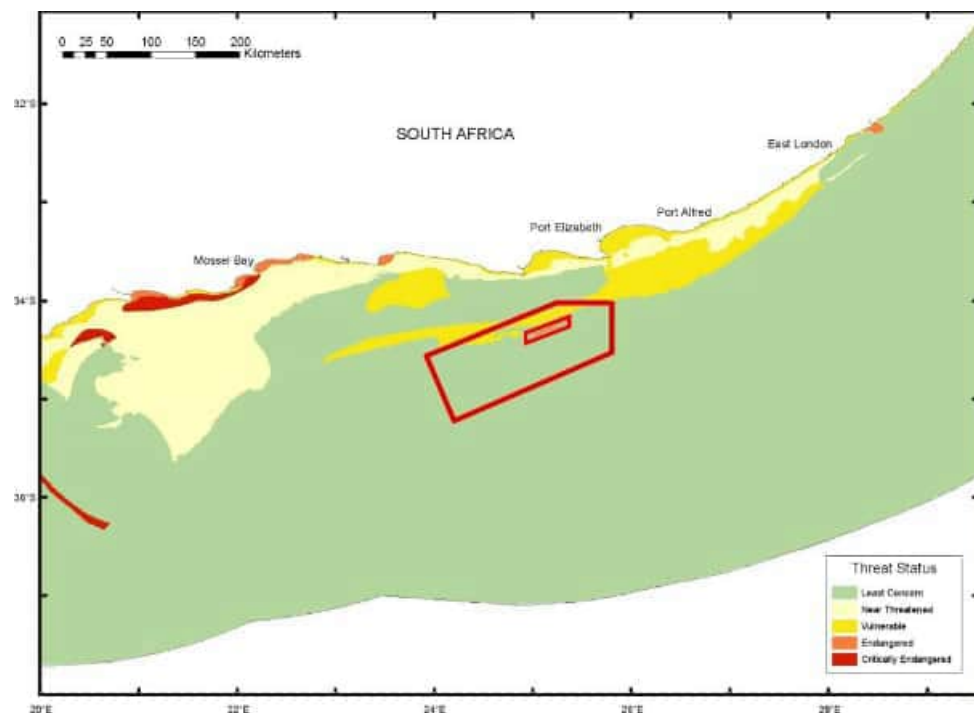 0 25 50 100 150 200
Kilometers
32°S
SOUTH AFRICA
East London
Port Alfred
Port Elizabeth
Mossel Bay
34°S
36°S
Threat Status
Least Concern
Near Threatened
Vulnerable
Endangered
Critically Endangered
20°E 22°E 24°E 26°E 28°E